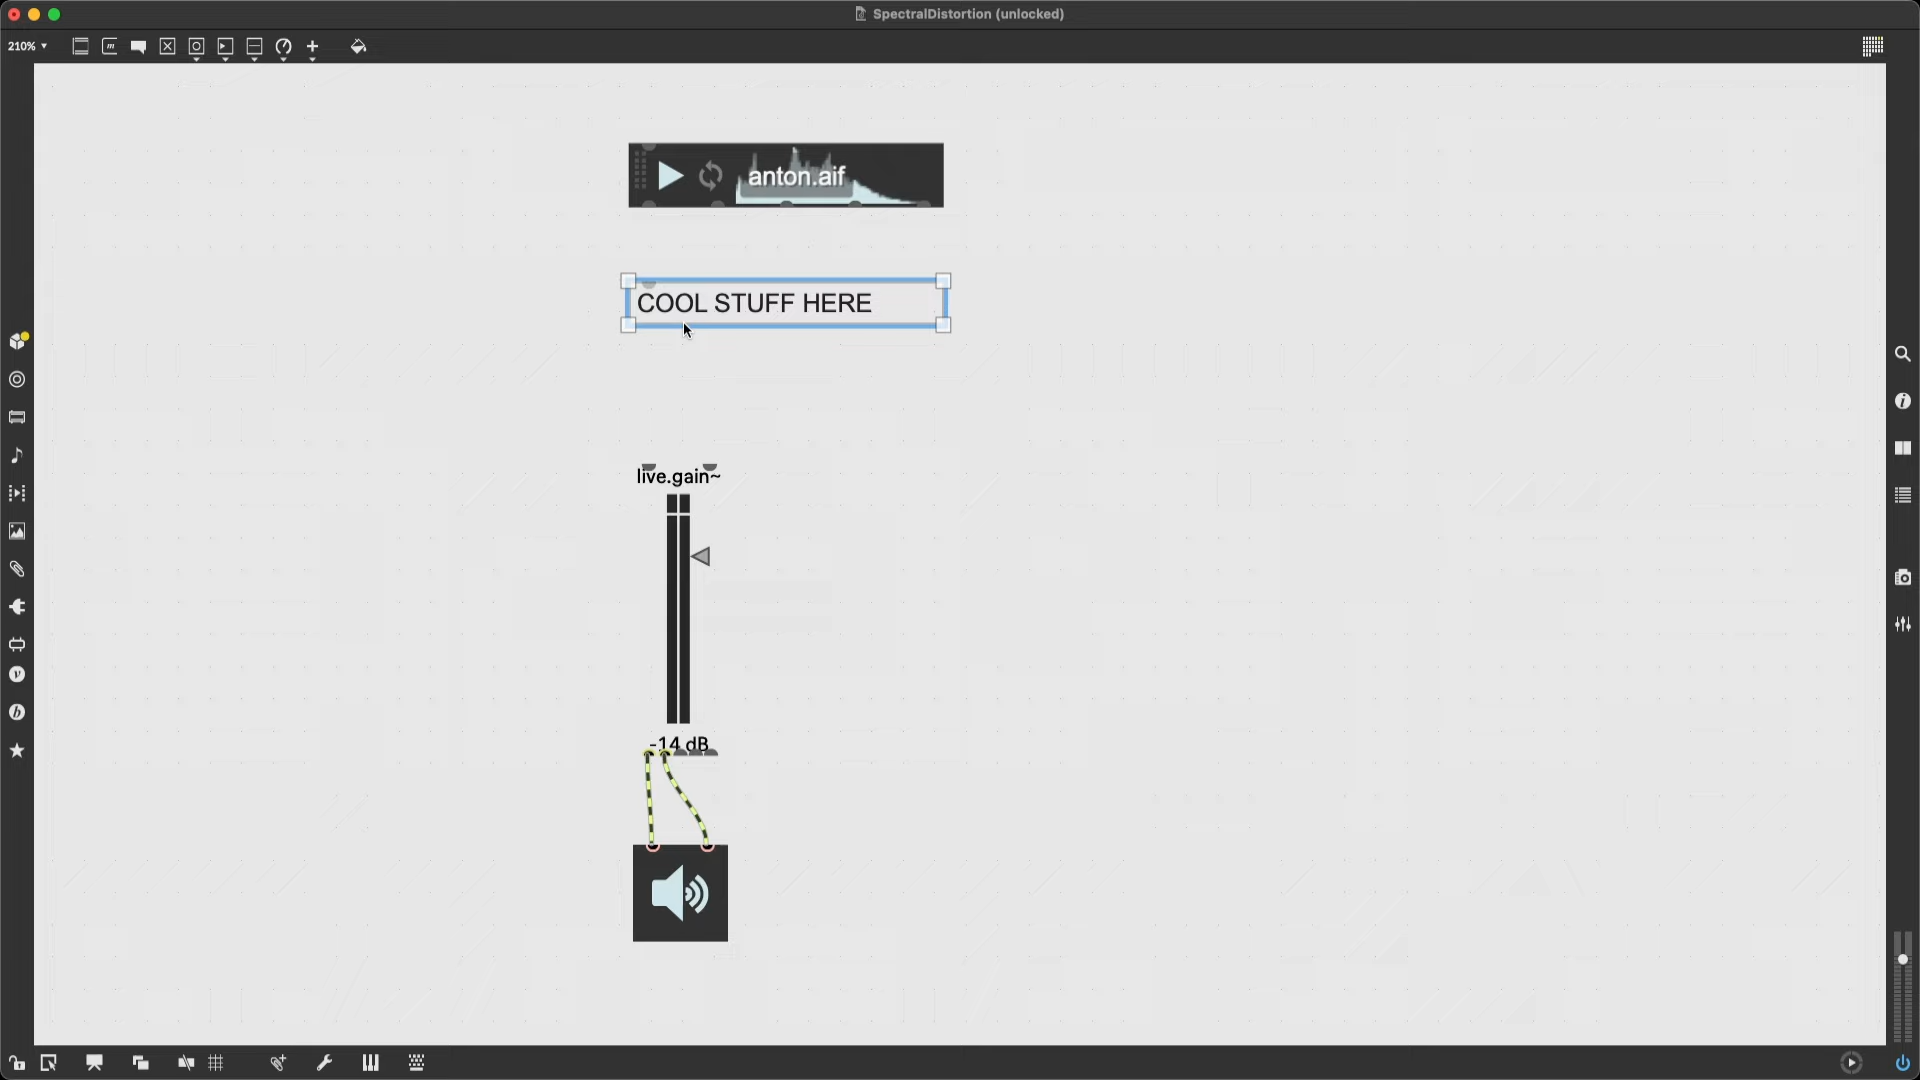 SpectralDistortion (unlocked)
210%
anton.aif
COOL STUFF HERE
live.gain~
-14 dB